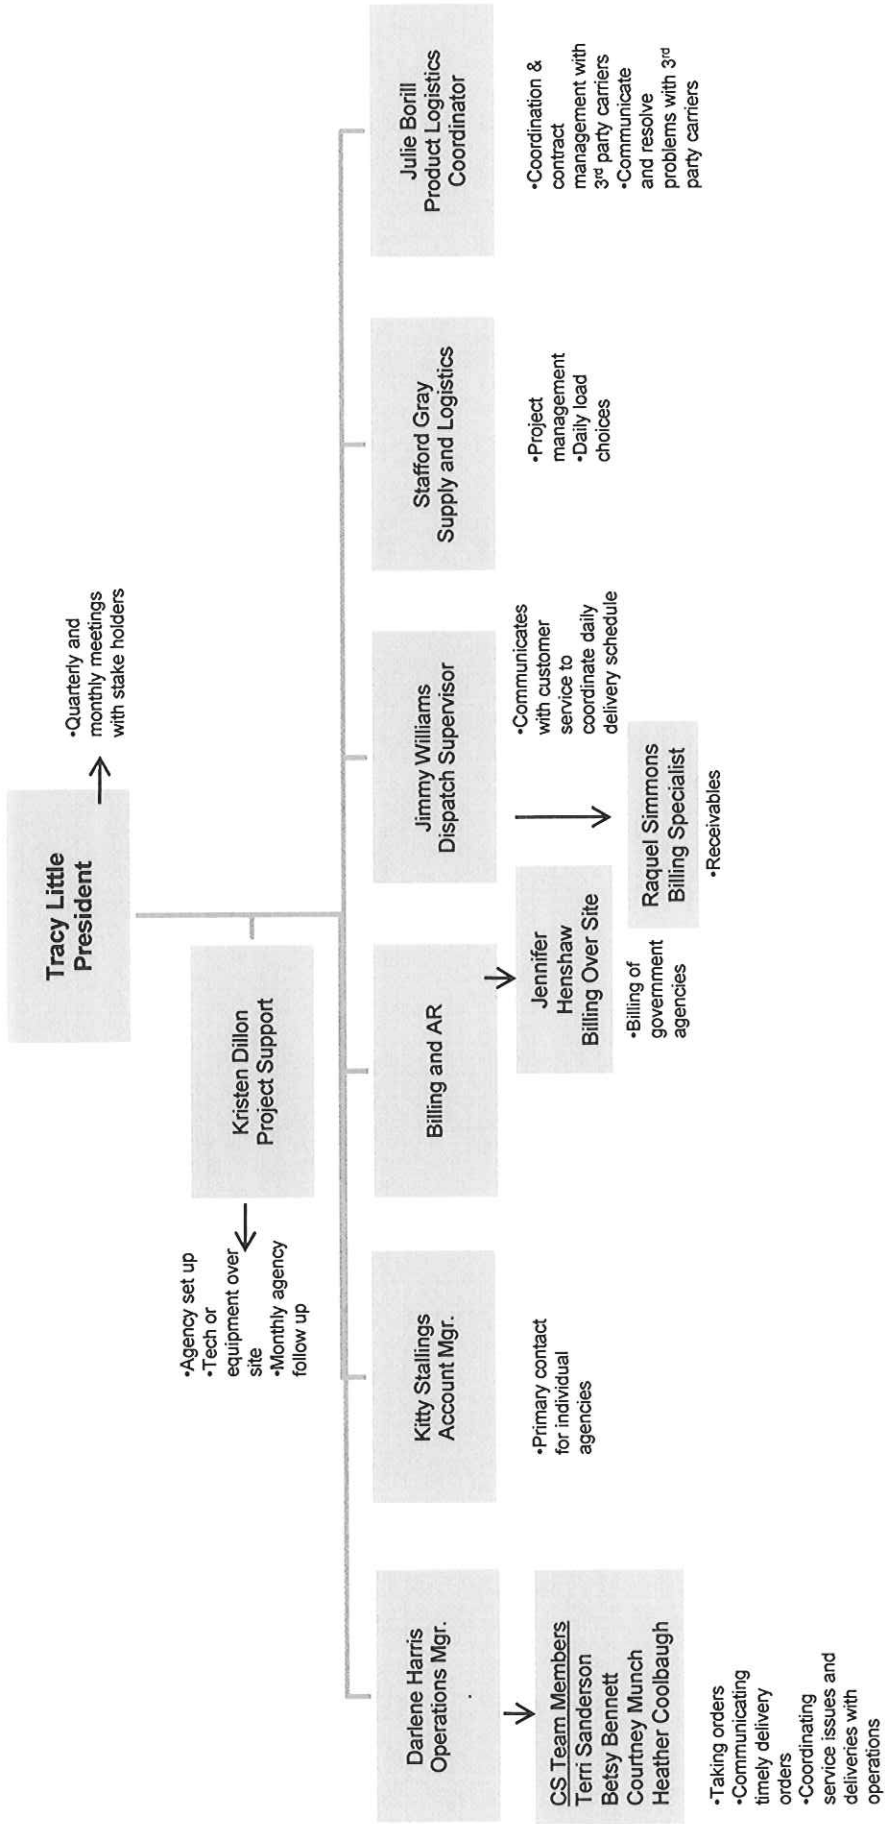 Tracy Little
President
•Quarterly and
monthly meetings
with stake holders
Kristen Dillon
Project Support
•Agency set up
•Tech or
equipment over
site
•Monthly agency
follow up
Darlene Harris
Operations Mgr.
CS Team Members
Terri Sanderson
Betsy Bennett
Courtney Munch
Heather Coolbaugh
•Taking orders
•Communicating
timely delivery
orders
•Coordinating
service issues and
deliveries with
operations
Kitty Stallings
Account Mgr.
•Primary contact
for individual
agencies
Billing and AR
Jennifer
Henshaw
Billing Over Site
•Billing of
government
agencies
Jimmy Williams
Dispatch Supervisor
•Communicates
with customer
service to
coordinate daily
delivery schedule
Raquel Simmons
Billing Specialist
•Receivables
Stafford Gray
Supply and Logistics
•Project
management
•Daily load
choices
Julie Borill
Product Logistics
Coordinator
•Coordination &
contract
management with
3rd party carriers
•Communicate
and resolve
problems with 3rd
party carriers